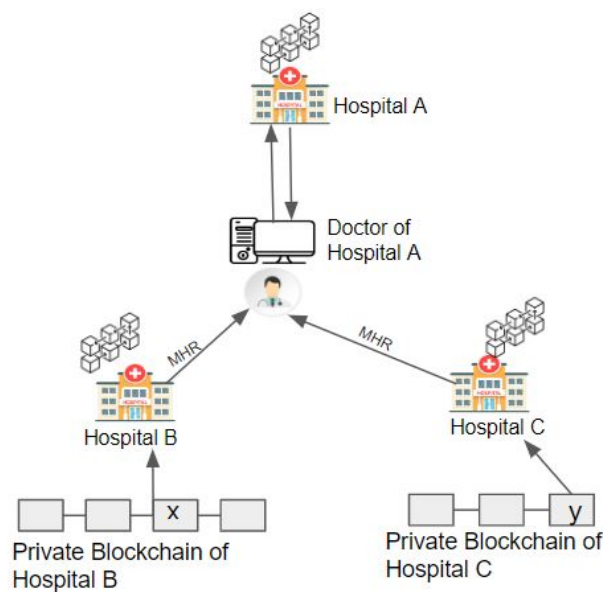 Hospital A
Doctor of
Hospital A
MHR
MHR
Hospital B
Hospital C
x
y
Private Blockchain of
Hospital B
Private Blockchain of
Hospital C